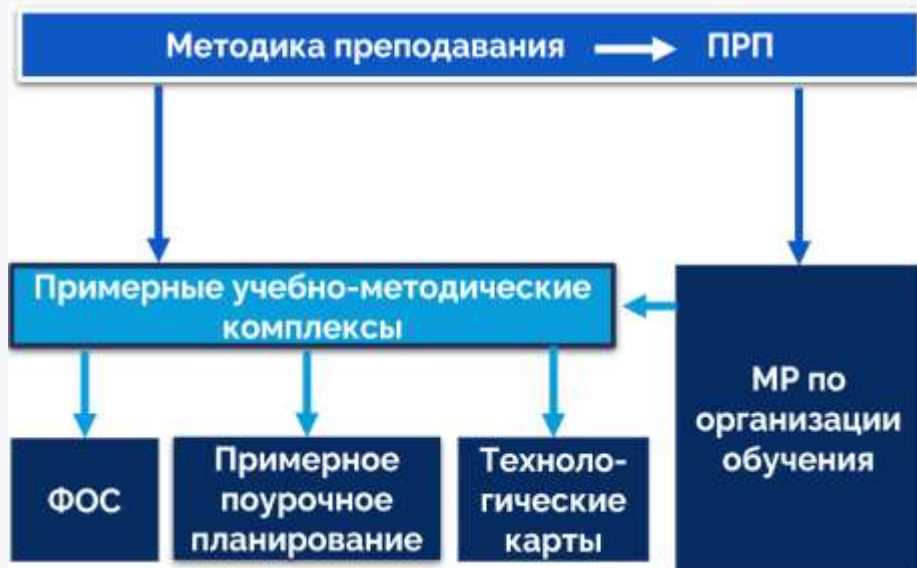 Методика преподавания ПРП
Примерные учебно-методические
комплексы
МР по
организации
обучения
ФОС
Примерное
поурочное
планирование
Техноло-
гические
карты